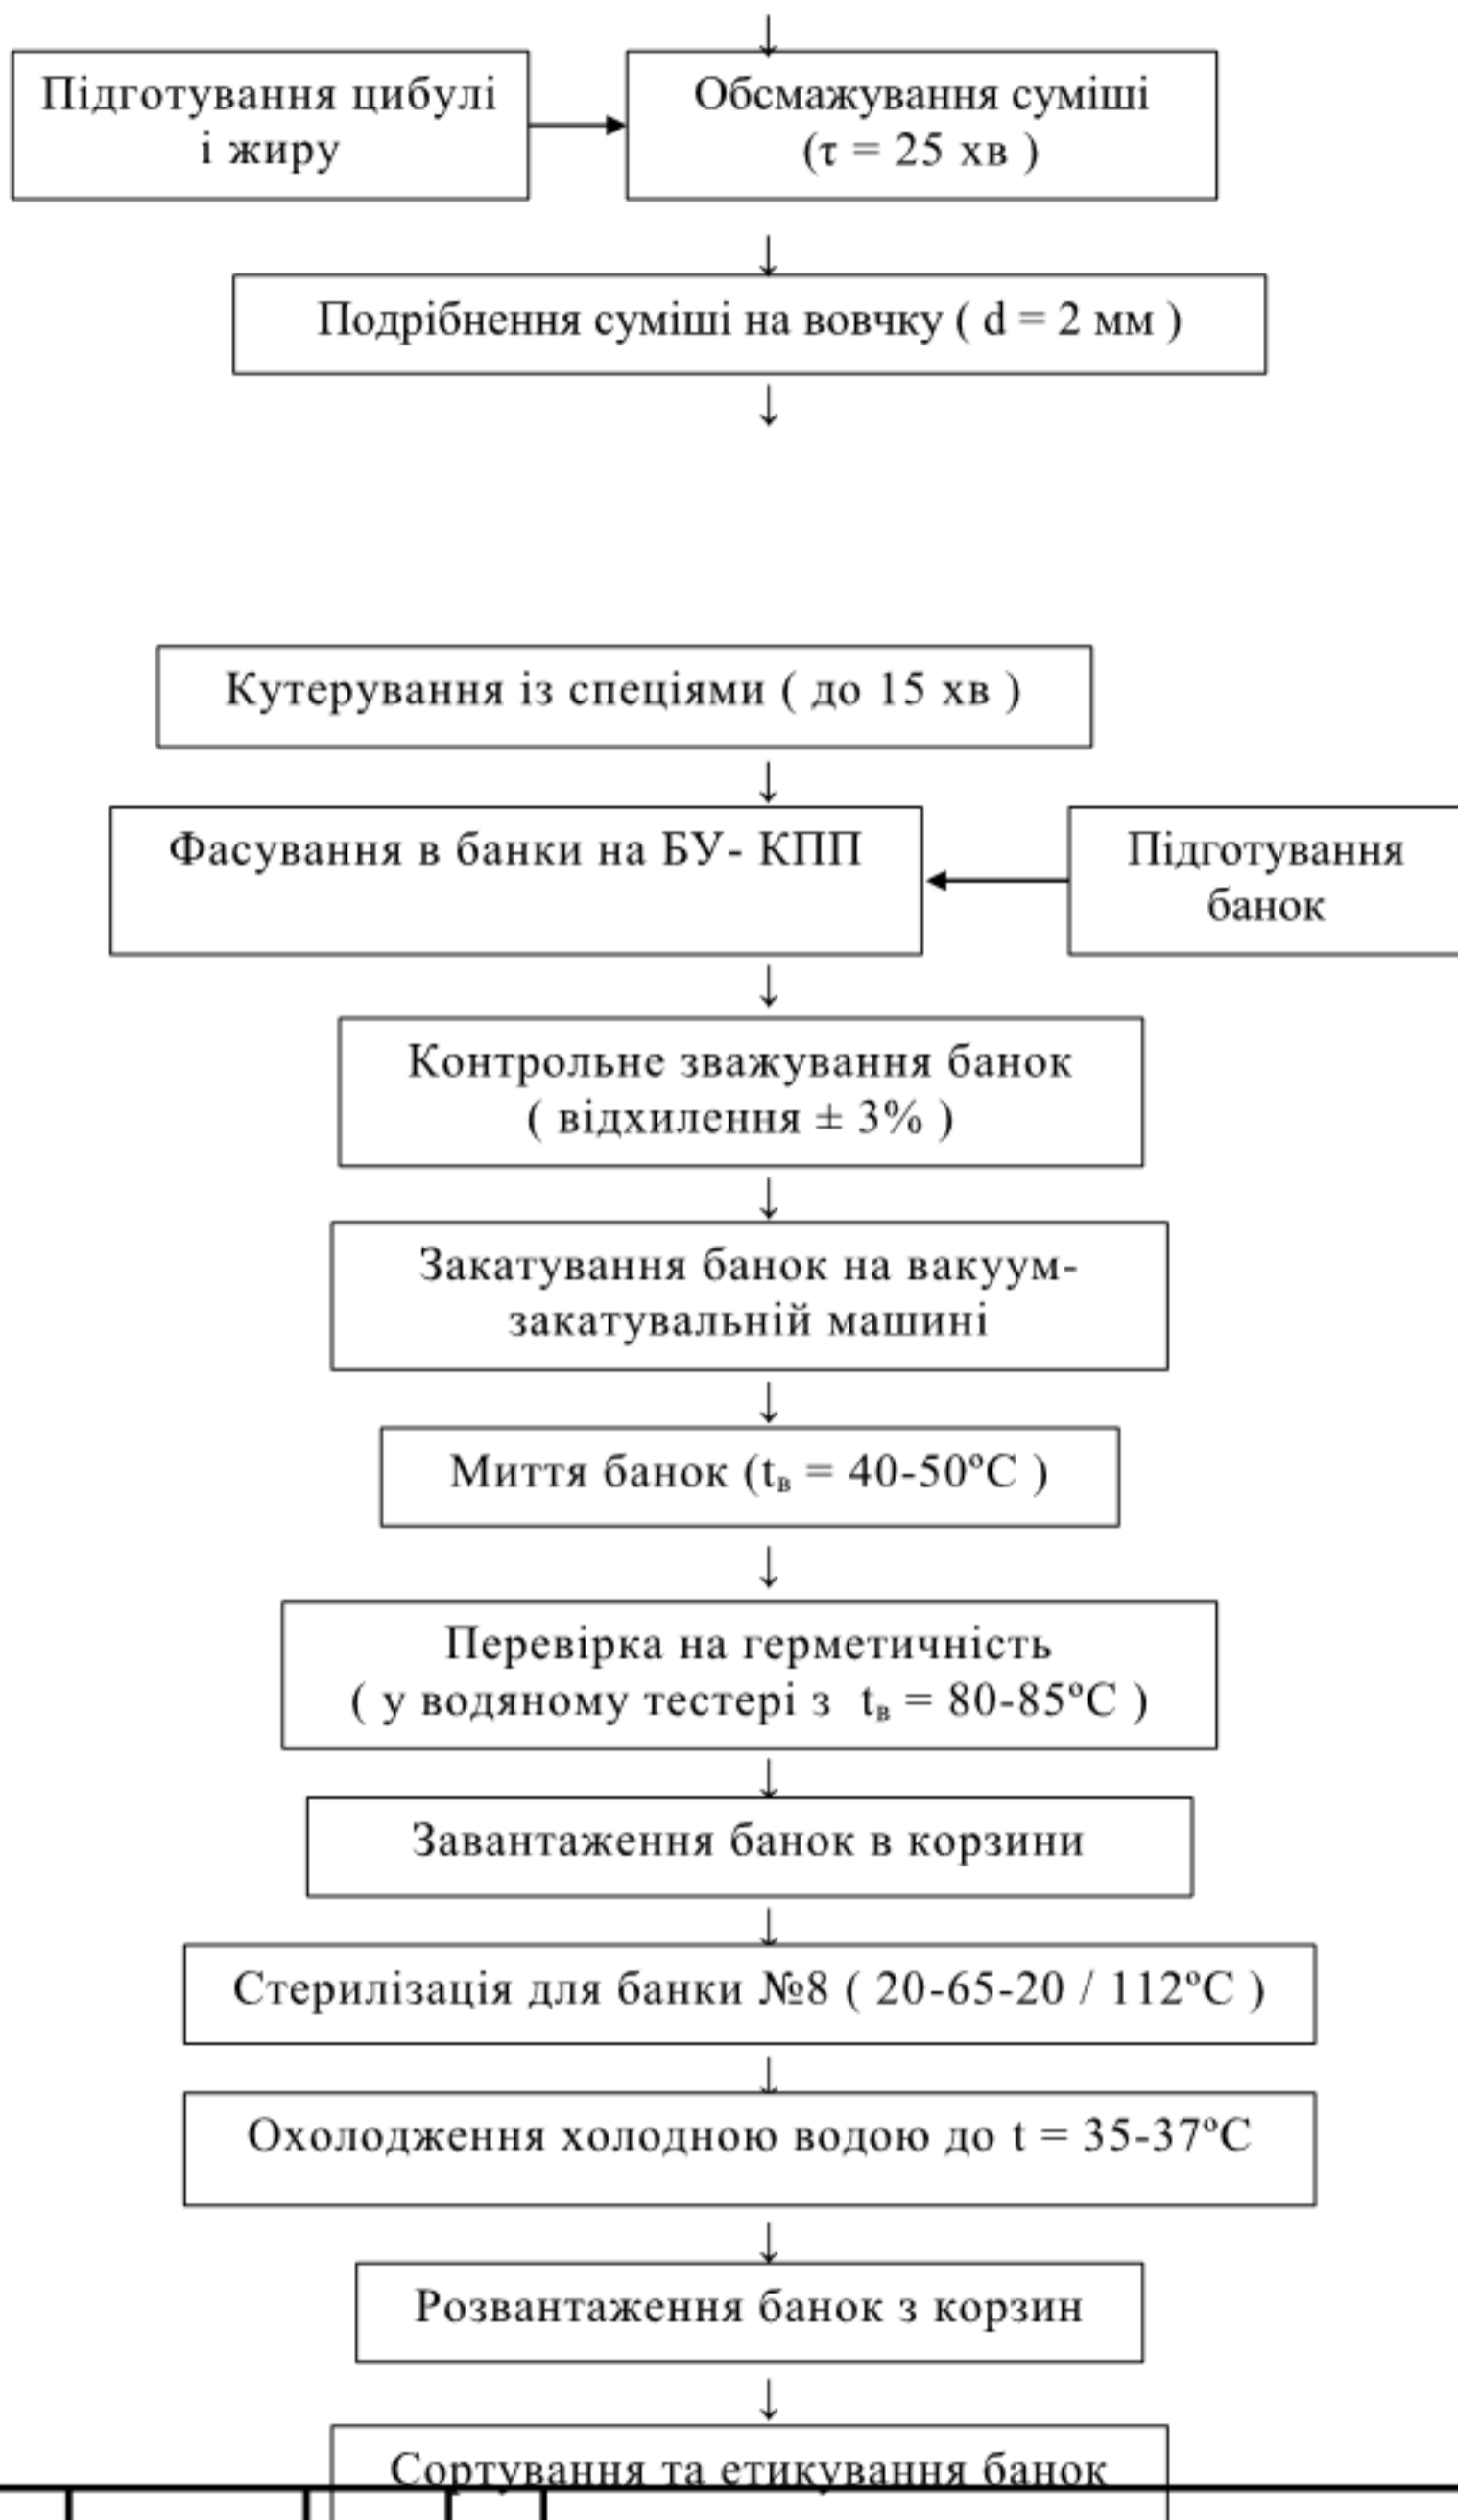 Підготування цибулі
і жиру
Обсмажування суміші
(τ = 25 хв )
Подрібнення суміші на вовчку ( d = 2 мм )
Кутерування із спеціями ( до 15 хв )
Фасування в банки на БУ- КПП
Підготування
банок
Контрольне зважування банок
( відхилення ± 3% )
Закатування банок на вакуум-
закатувальній машині
Миття банок (tв = 40-50ºС )
Перевірка на герметичність
( у водяному тестері з tв = 80-85ºС )
Завантаження банок в корзини
Стерилізація для банки №8 ( 20-65-20 / 112ºС )
Охолодження холодною водою до t = 35-37ºС
Розвантаження банок з корзин
Сортування та етикування банок